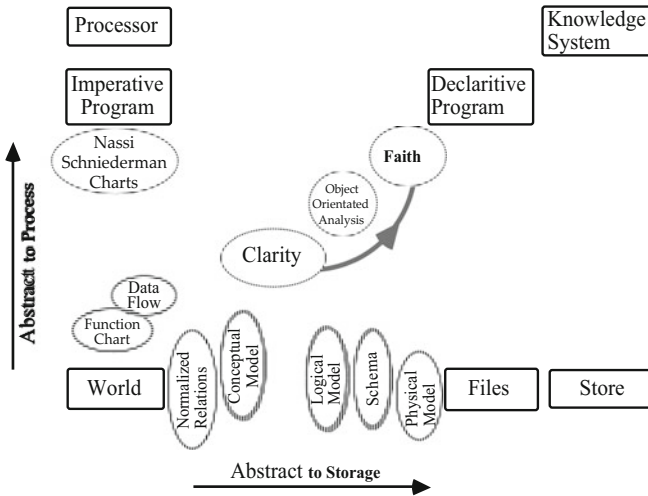 Processor
Knowledge
System
Imperative
Program
Declaritive
Program
Nassi
Schniederman
Charts
Faith
Object
Orientated
Analysis
Clarity
Abstract to Process
Data
Flow
Function
Chart
World
Normalized
Relations
Conceptual
Model
Logical
Model
Schema
Physical
Model
Files
Store
Abstract to Storage